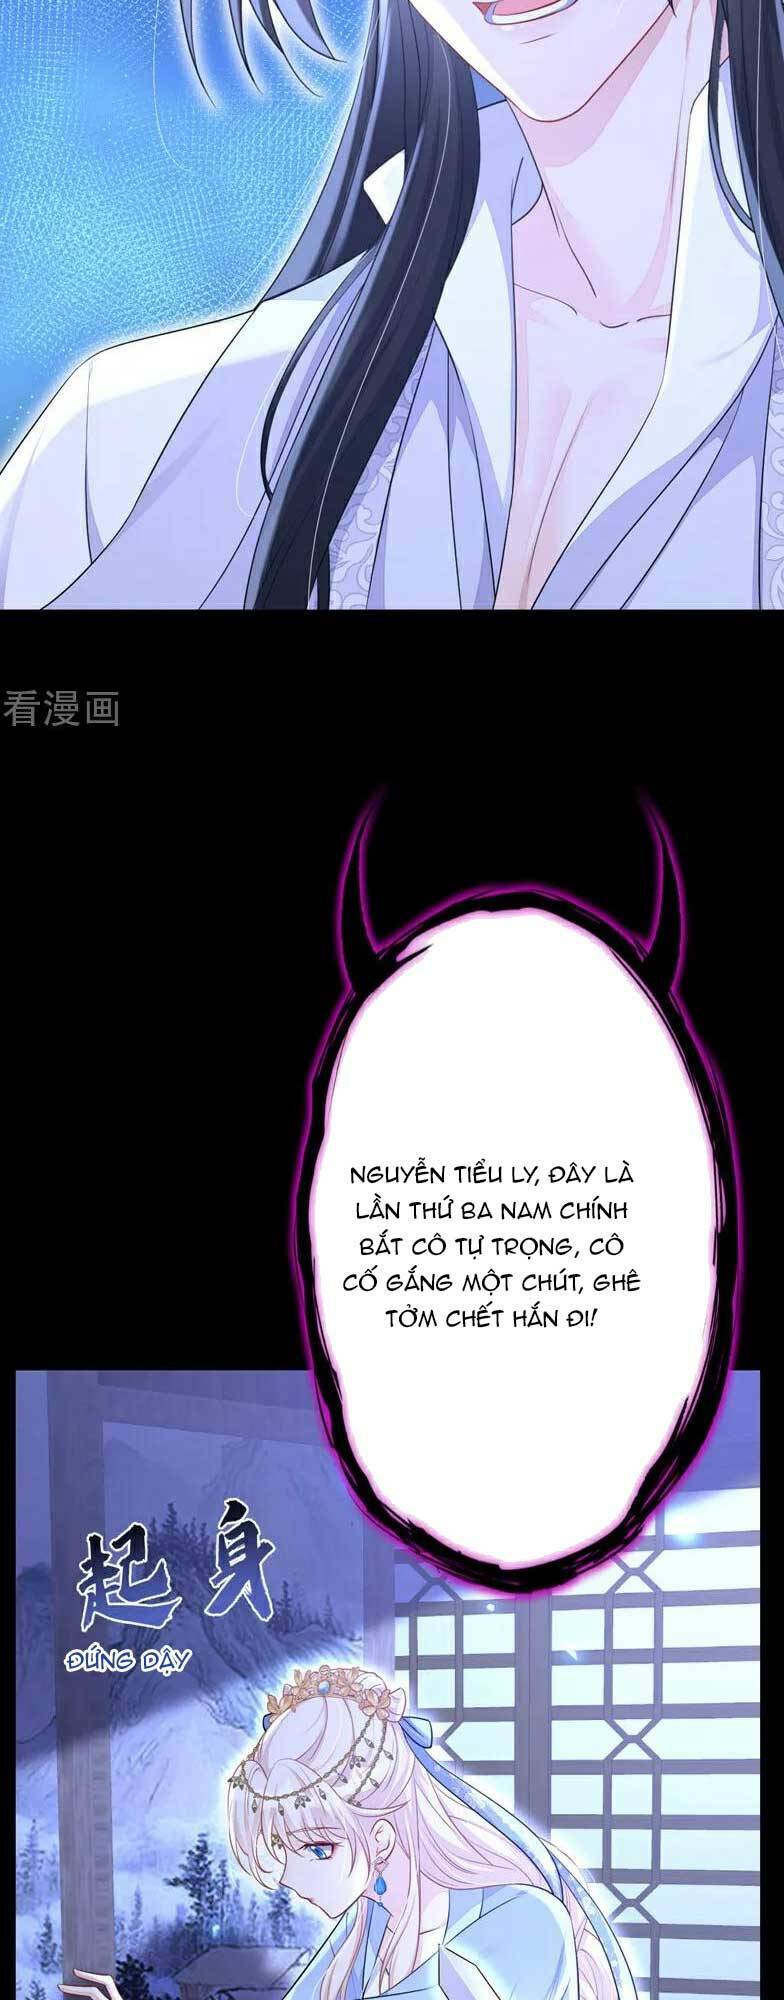 看漫画
NGUYỄN TIỂU LY, ĐÂY LÀ
LẦN THỨ BA NAM CHÍNH
BẮT CÔ TỰ TRỌNG, CÔ
CỐ GẮNG MỘT CHÚT, GHÊ
TỞM CHẾT HẮN ĐI!
起身
ĐỨNG DẬY